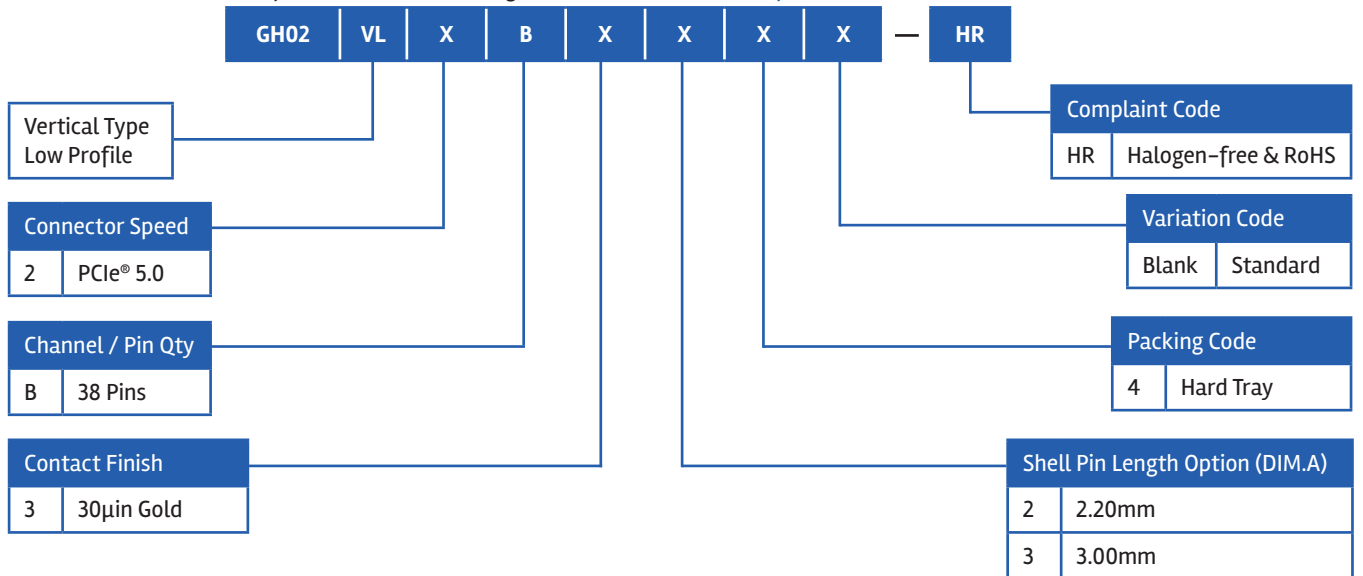 GH02 VL X B X X X X — HR
Vertical Type
Low Profile
Connector Speed
2 PCIe® 5.0
Channel / Pin Qty
B 38 Pins
Contact Finish
3 30µin Gold
Complaint Code
HR Halogen-free & RoHS
Variation Code
Blank Standard
Packing Code
4 Hard Tray
Shell Pin Length Option (DIM.A)
2 2.20mm
3 3.00mm